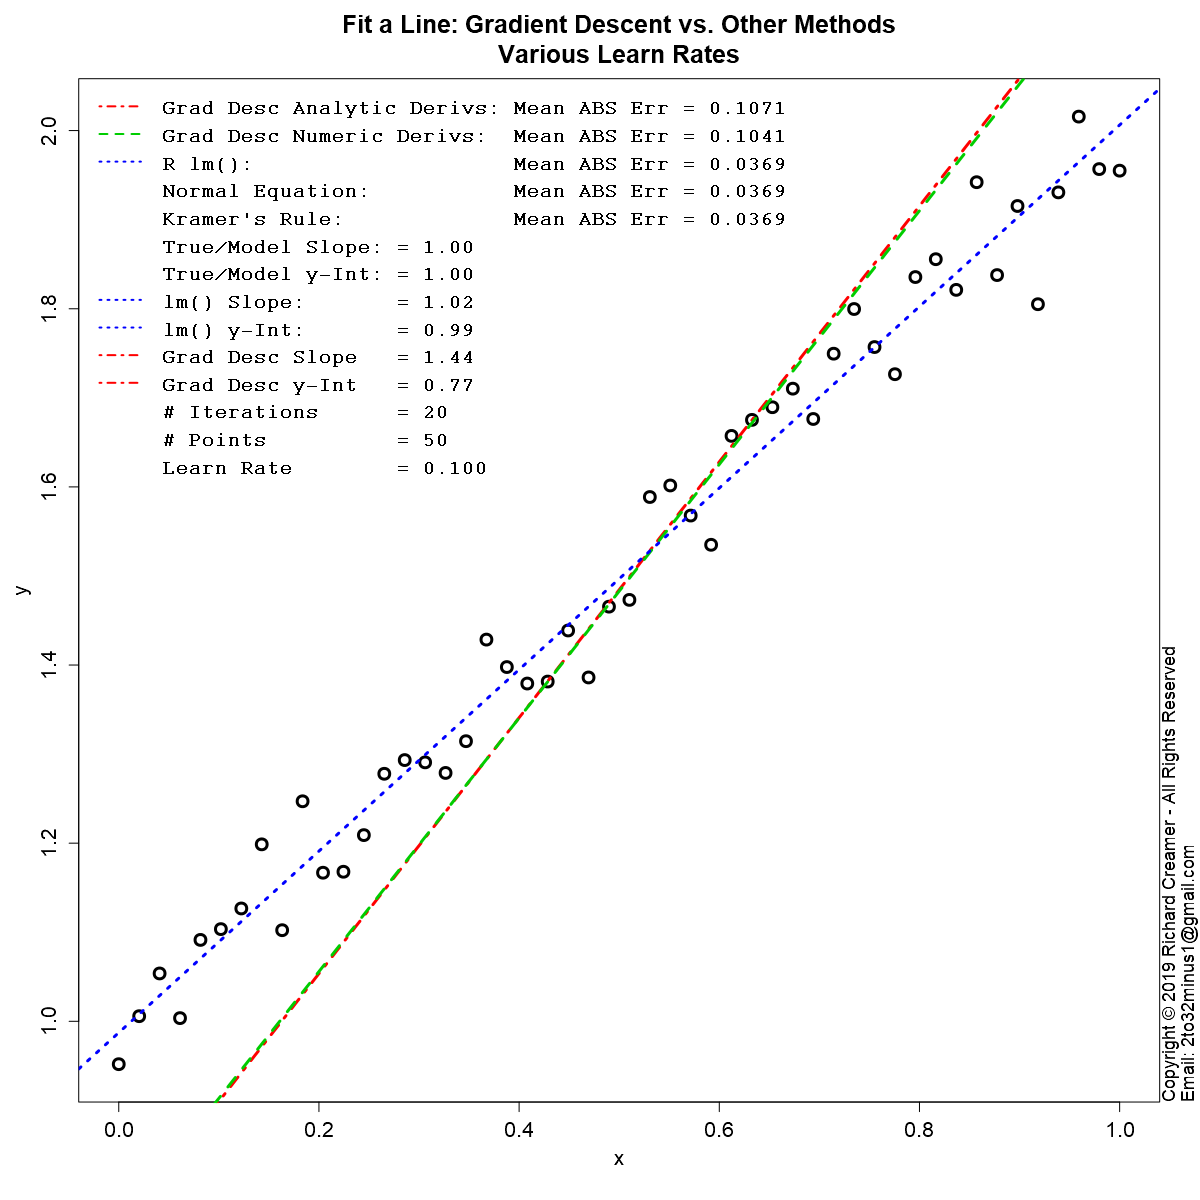 Fit a Line: Gradient Descent vs. Other Methods
Various Learn Rates
Grad Desc Analytic Derivs: Mean ABS Err = 0.1071
Grad Desc Numeric Derivs: Mean ABS Err = 0.1041
R lm(): Mean ABS Err = 0.0369
Normal Equation: Mean ABS Err = 0.0369
Kramer's Rule: Mean ABS Err = 0.0369
True/Model Slope: = 1.00
True/Model y-Int: = 1.00
lm() Slope: = 1.02
lm() y-Int: = 0.99
Grad Desc Slope = 1.44
Grad Desc y-Int = 0.77
# Iterations = 20
# Points = 50
Learn Rate = 0.100
2.0
1.8
1.6
1.4
1.2
1.0
y
0.0 0.2 0.4 0.6 0.8 1.0
x
Copyright © 2019 Richard Creamer - All Rights Reserved
Email: 2to32minus1@gmail.com